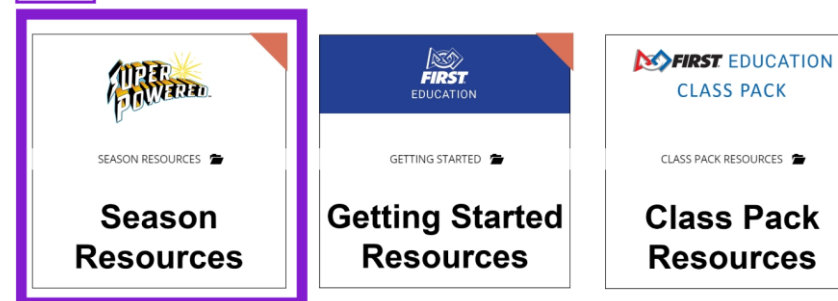 SUPER
POWERED
SEASON RESOURCES
Season
Resources
FIRST
EDUCATION
GETTING STARTED
Getting Started
Resources
FIRST EDUCATION
CLASS PACK
CLASS PACK RESOURCES
Class Pack
Resources